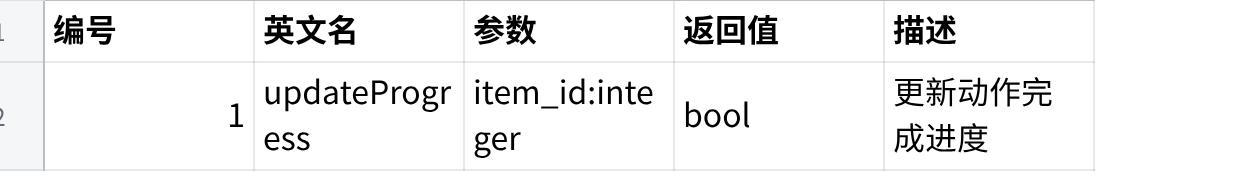 1 编号 英文名 参数 返回值 描述
2 1 updateProgr item_id:inte bool 更新动作完
ess ger 成进度